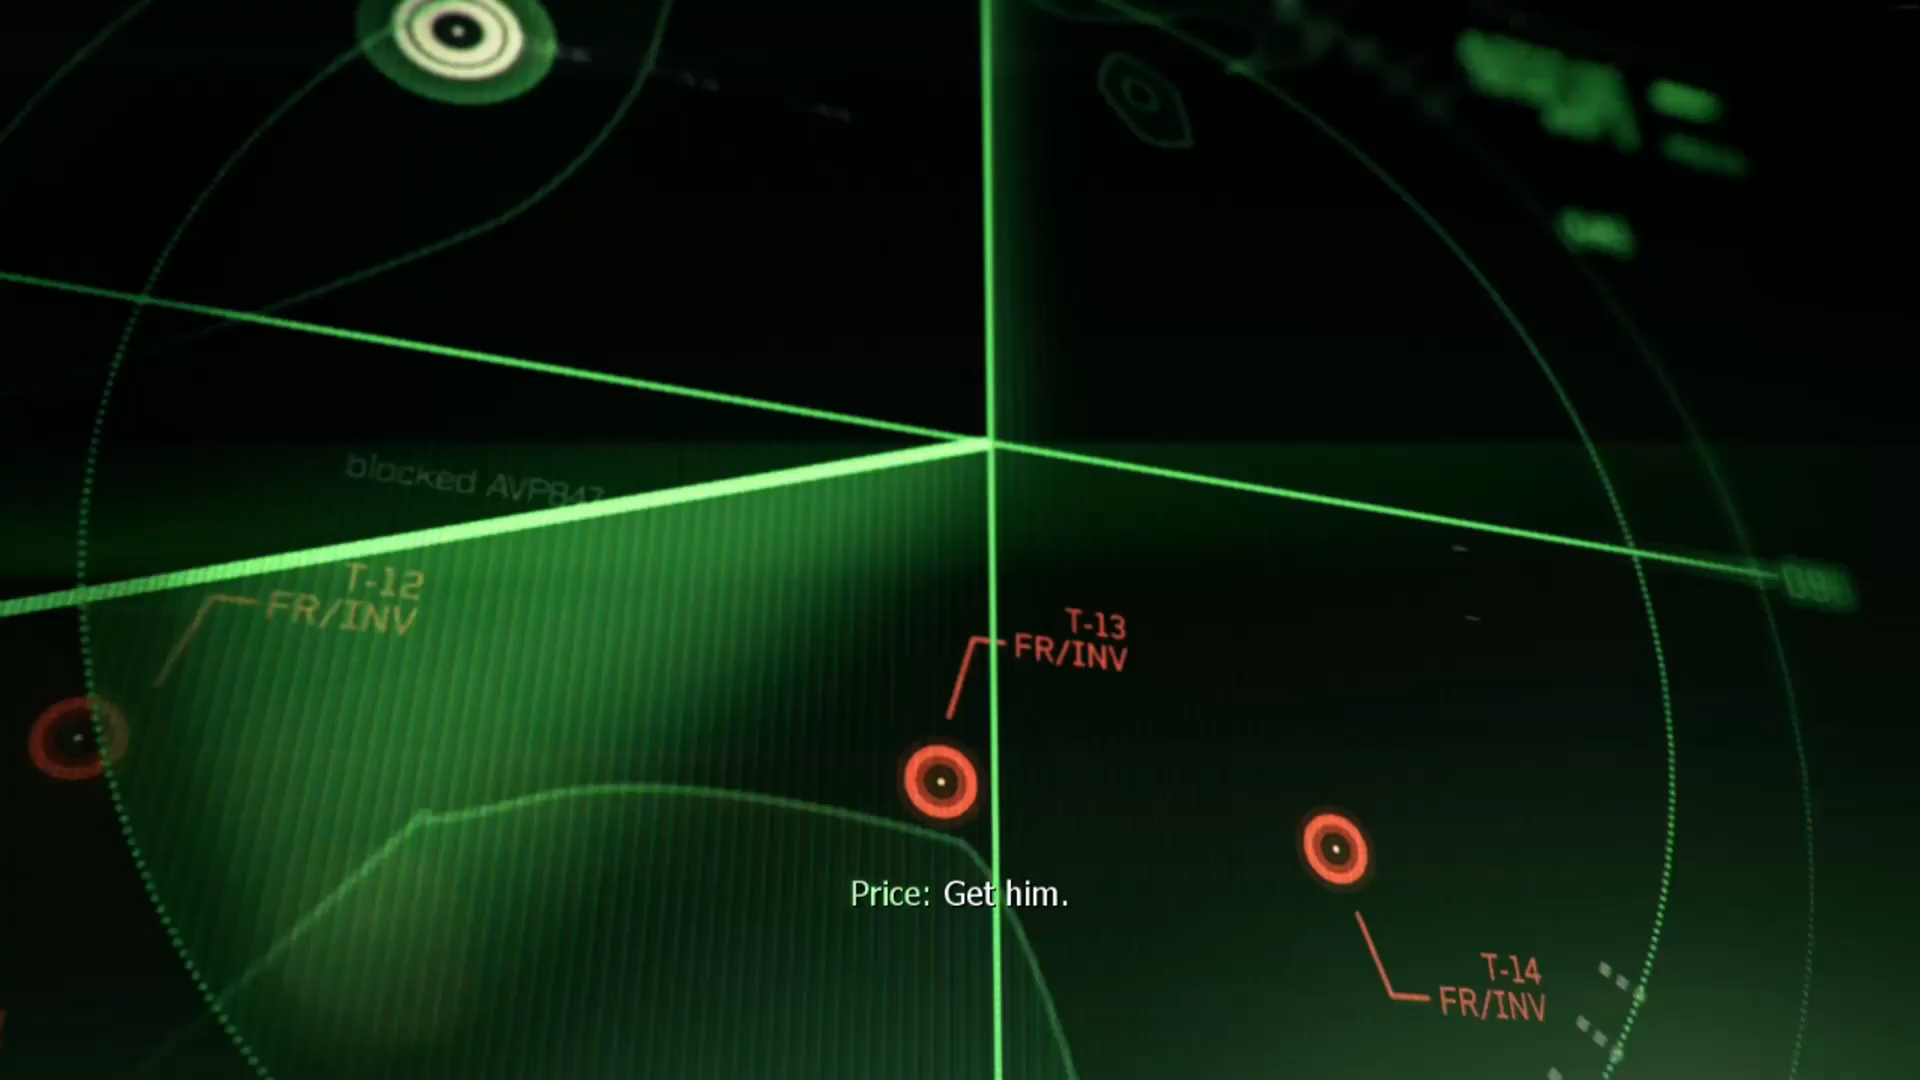 blocked AVP847
T-12
FR/INV
T-13
FR/INV
Price: Get him.
T-14
FR/INV